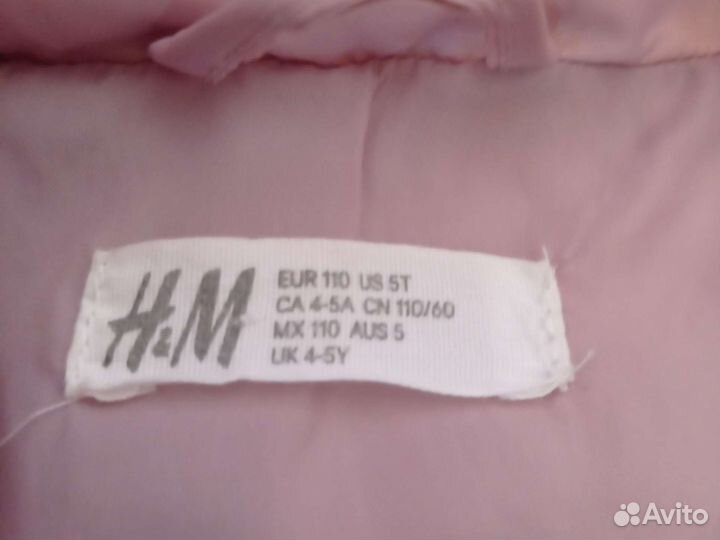 H&M
EUR 110 US 5T
CA 4-5A CN 110/60
MX 110 AUS 5
UK 4-5Y
Avito